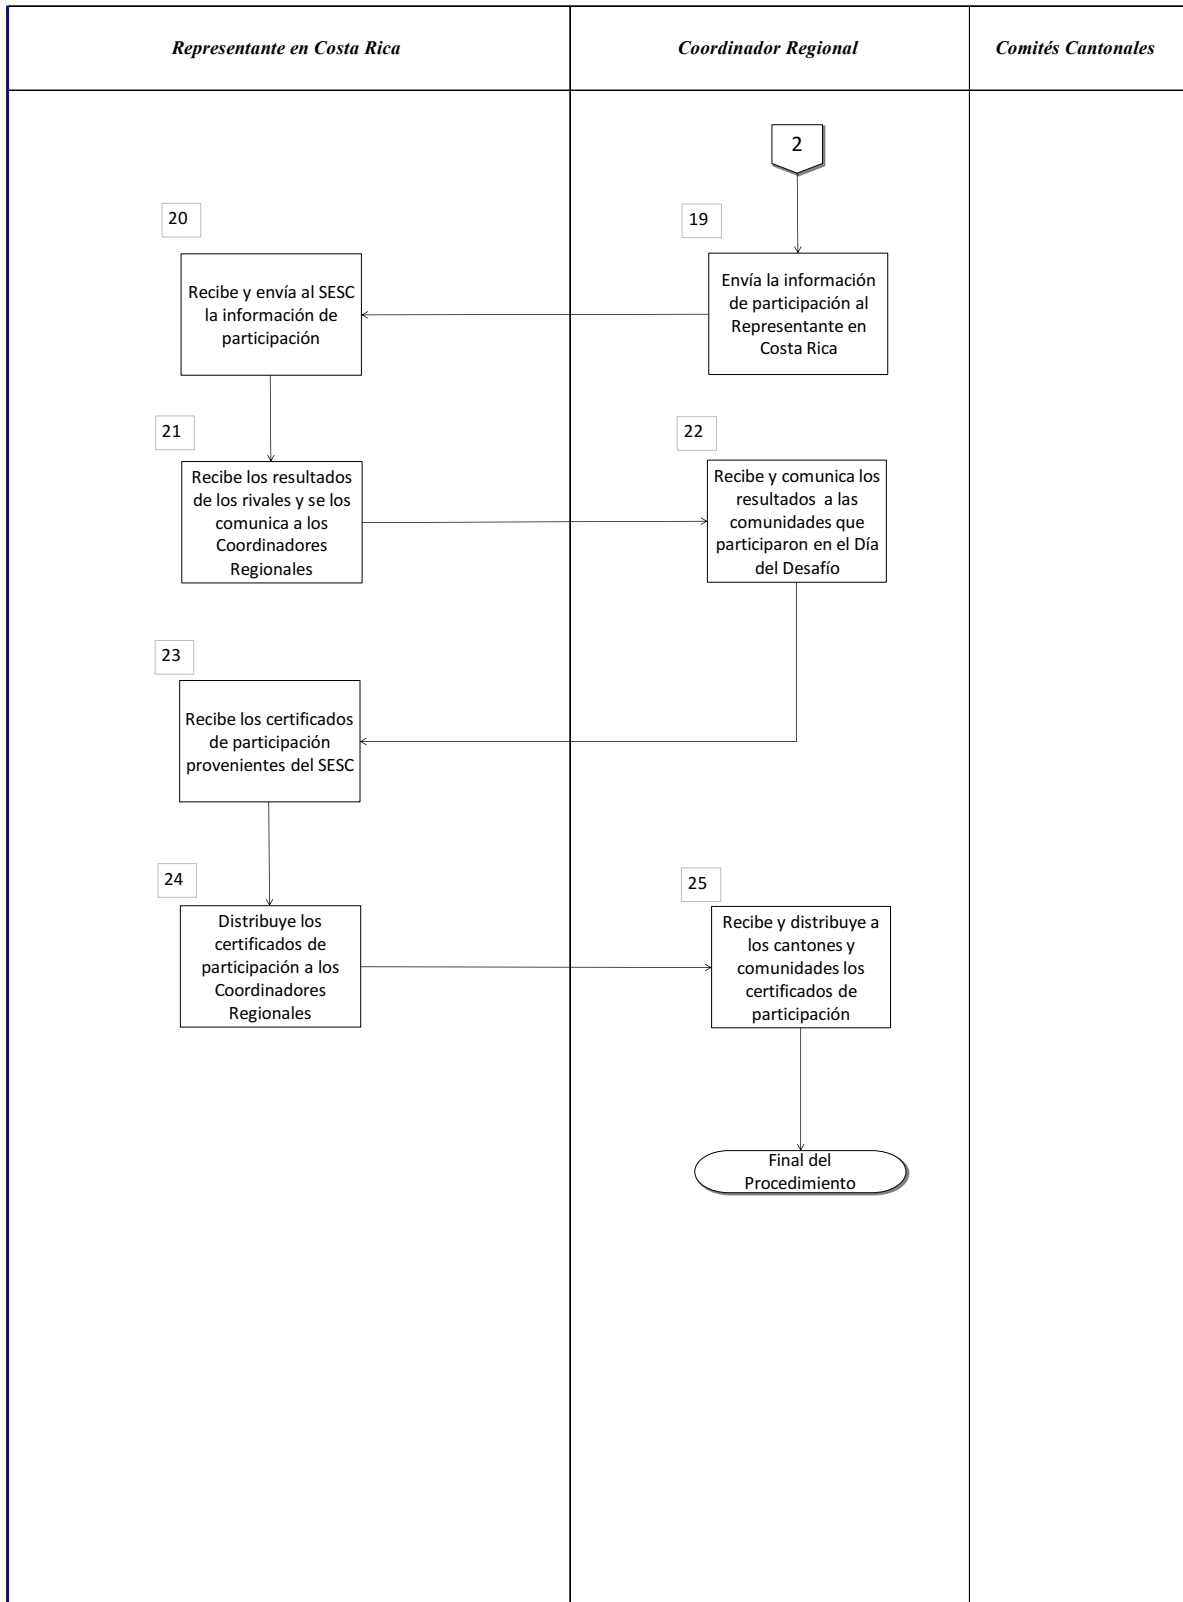 Representante en Costa Rica
Coordinador Regional
Comités Cantonales
2
20
19
Recibe y envía al SESC
la información de
participación
Envía la información
de participación al
Representante en
Costa Rica
21
22
Recibe los resultados
de los rivales y se los
comunica a los
Coordinadores
Regionales
Recibe y comunica los
resultados a las
comunidades que
participaron en el Día
del Desafío
23
Recibe los certificados
de participación
provenientes del SESC
24
25
Distribuye los
certificados de
participación a los
Coordinadores
Regionales
Recibe y distribuye a
los cantones y
comunidades los
certificados de
participación
Final del
Procedimiento